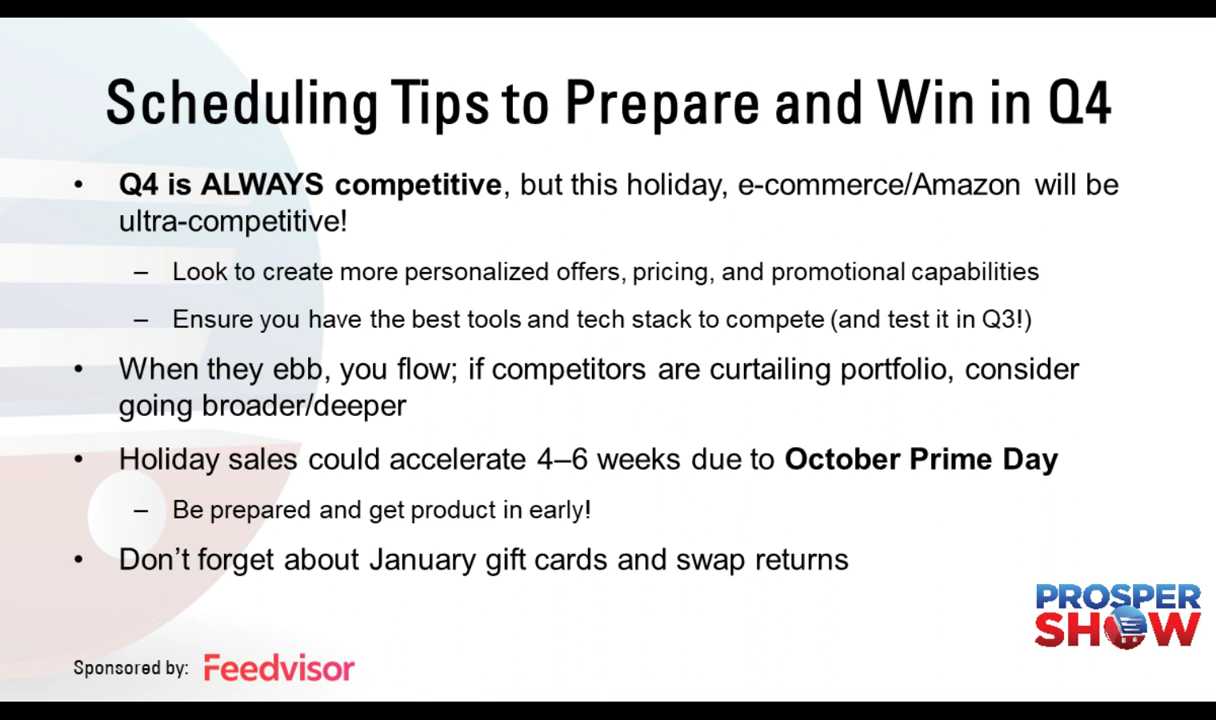 Scheduling Tips to Prepare and Win in Q4
• Q4 is ALWAYS competitive, but this holiday, e-commerce/Amazon will be
ultra-competitive!
– Look to create more personalized offers, pricing, and promotional capabilities
– Ensure you have the best tools and tech stack to compete (and test it in Q3!)
• When they ebb, you flow; if competitors are curtailing portfolio, consider
going broader/deeper
• Holiday sales could accelerate 4–6 weeks due to October Prime Day
– Be prepared and get product in early!
• Don’t forget about January gift cards and swap returns
PROSPER
SHOW
Sponsored by: Feedvisor